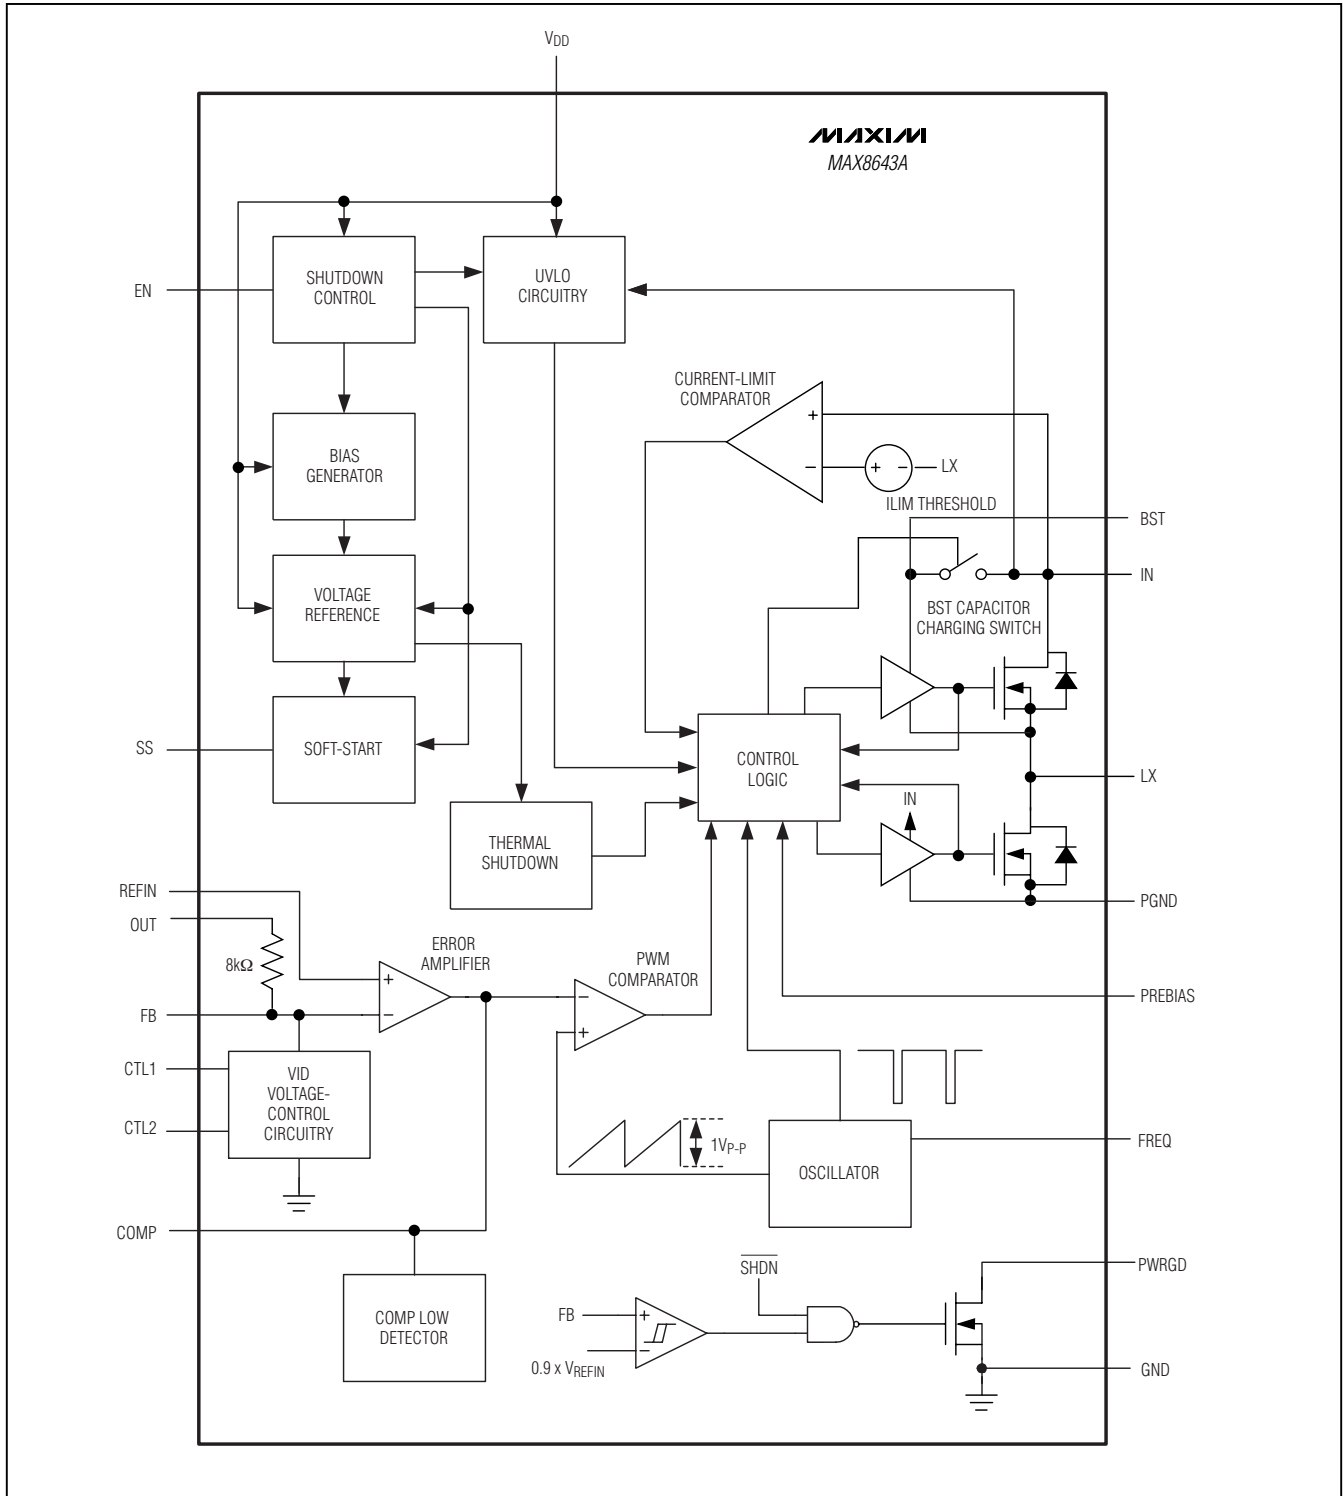 VDD
MAXIM
MAX8643A
EN
SHUTDOWN
CONTROL
UVLO
CIRCUITRY
CURRENT-LIMIT
COMPARATOR
+
−
+ −
LX
ILIM THRESHOLD
BIAS
GENERATOR
BST
IN
BST CAPACITOR
CHARGING SWITCH
VOLTAGE
REFERENCE
SS
SOFT-START
CONTROL
LOGIC
LX
IN
THERMAL
SHUTDOWN
REFIN
OUT
8kΩ
ERROR
AMPLIFIER
+
−
PWM
COMPARATOR
−
+
PGND
PREBIAS
FB
CTL1
CTL2
VID
VOLTAGE-
CONTROL
CIRCUITRY
1VP-P
OSCILLATOR
FREQ
COMP
COMP LOW
DETECTOR
SHDN
FB
+
−
0.9 x VREFIN
PWRGD
GND